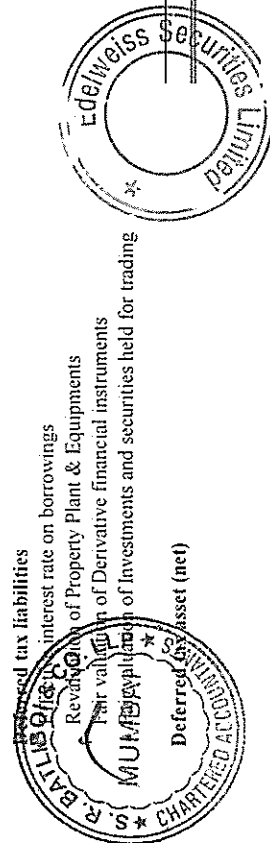 Deferred tax liabilities
interest rate on borrowings
Revaluation of Property Plant & Equipments
Fair valuation of Derivative financial instruments
of Investments and securities held for trading
Deferred tax asset (net)
S. R. BATLIBOI & CO.
MUMBAI
CHARTERED ACCOUNTANTS
Edelweiss Securities Limited